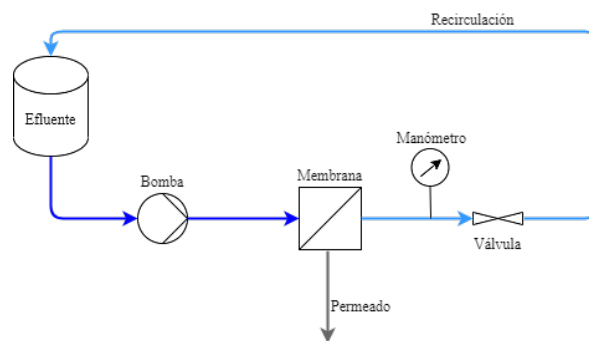 Recirculación
Efluente
Manómetro
Bomba
Membrana
Válvula
Permeado